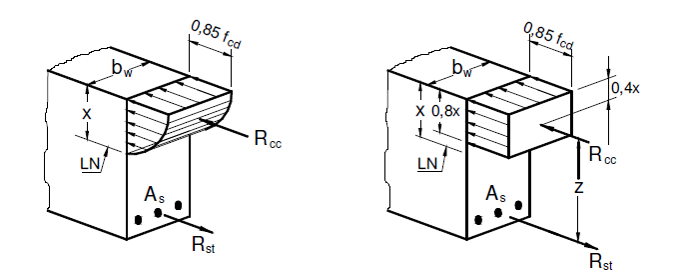 0,85 f_cd
b_w
x
LN
R_cc
A_s
R_st
0,85 f_cd
b_w
0,4x
x 0,8x
LN
R_cc
z
A_s
R_st